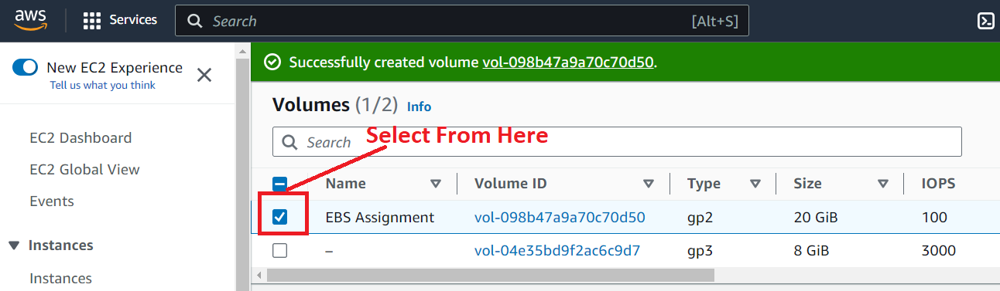 aws Services Search [Alt+S]
New EC2 Experience
Tell us what you think
EC2 Dashboard
EC2 Global View
Events
Instances
Instances
Successfully created volume vol-098b47a9a70c70d50.
Volumes (1/2) Info
Search
Select From Here
Name Volume ID Type Size IOPS
EBS Assignment vol-098b47a9a70c70d50 gp2 20 GiB 100
– vol-04e35bd9f2ac6c9d7 gp3 8 GiB 3000